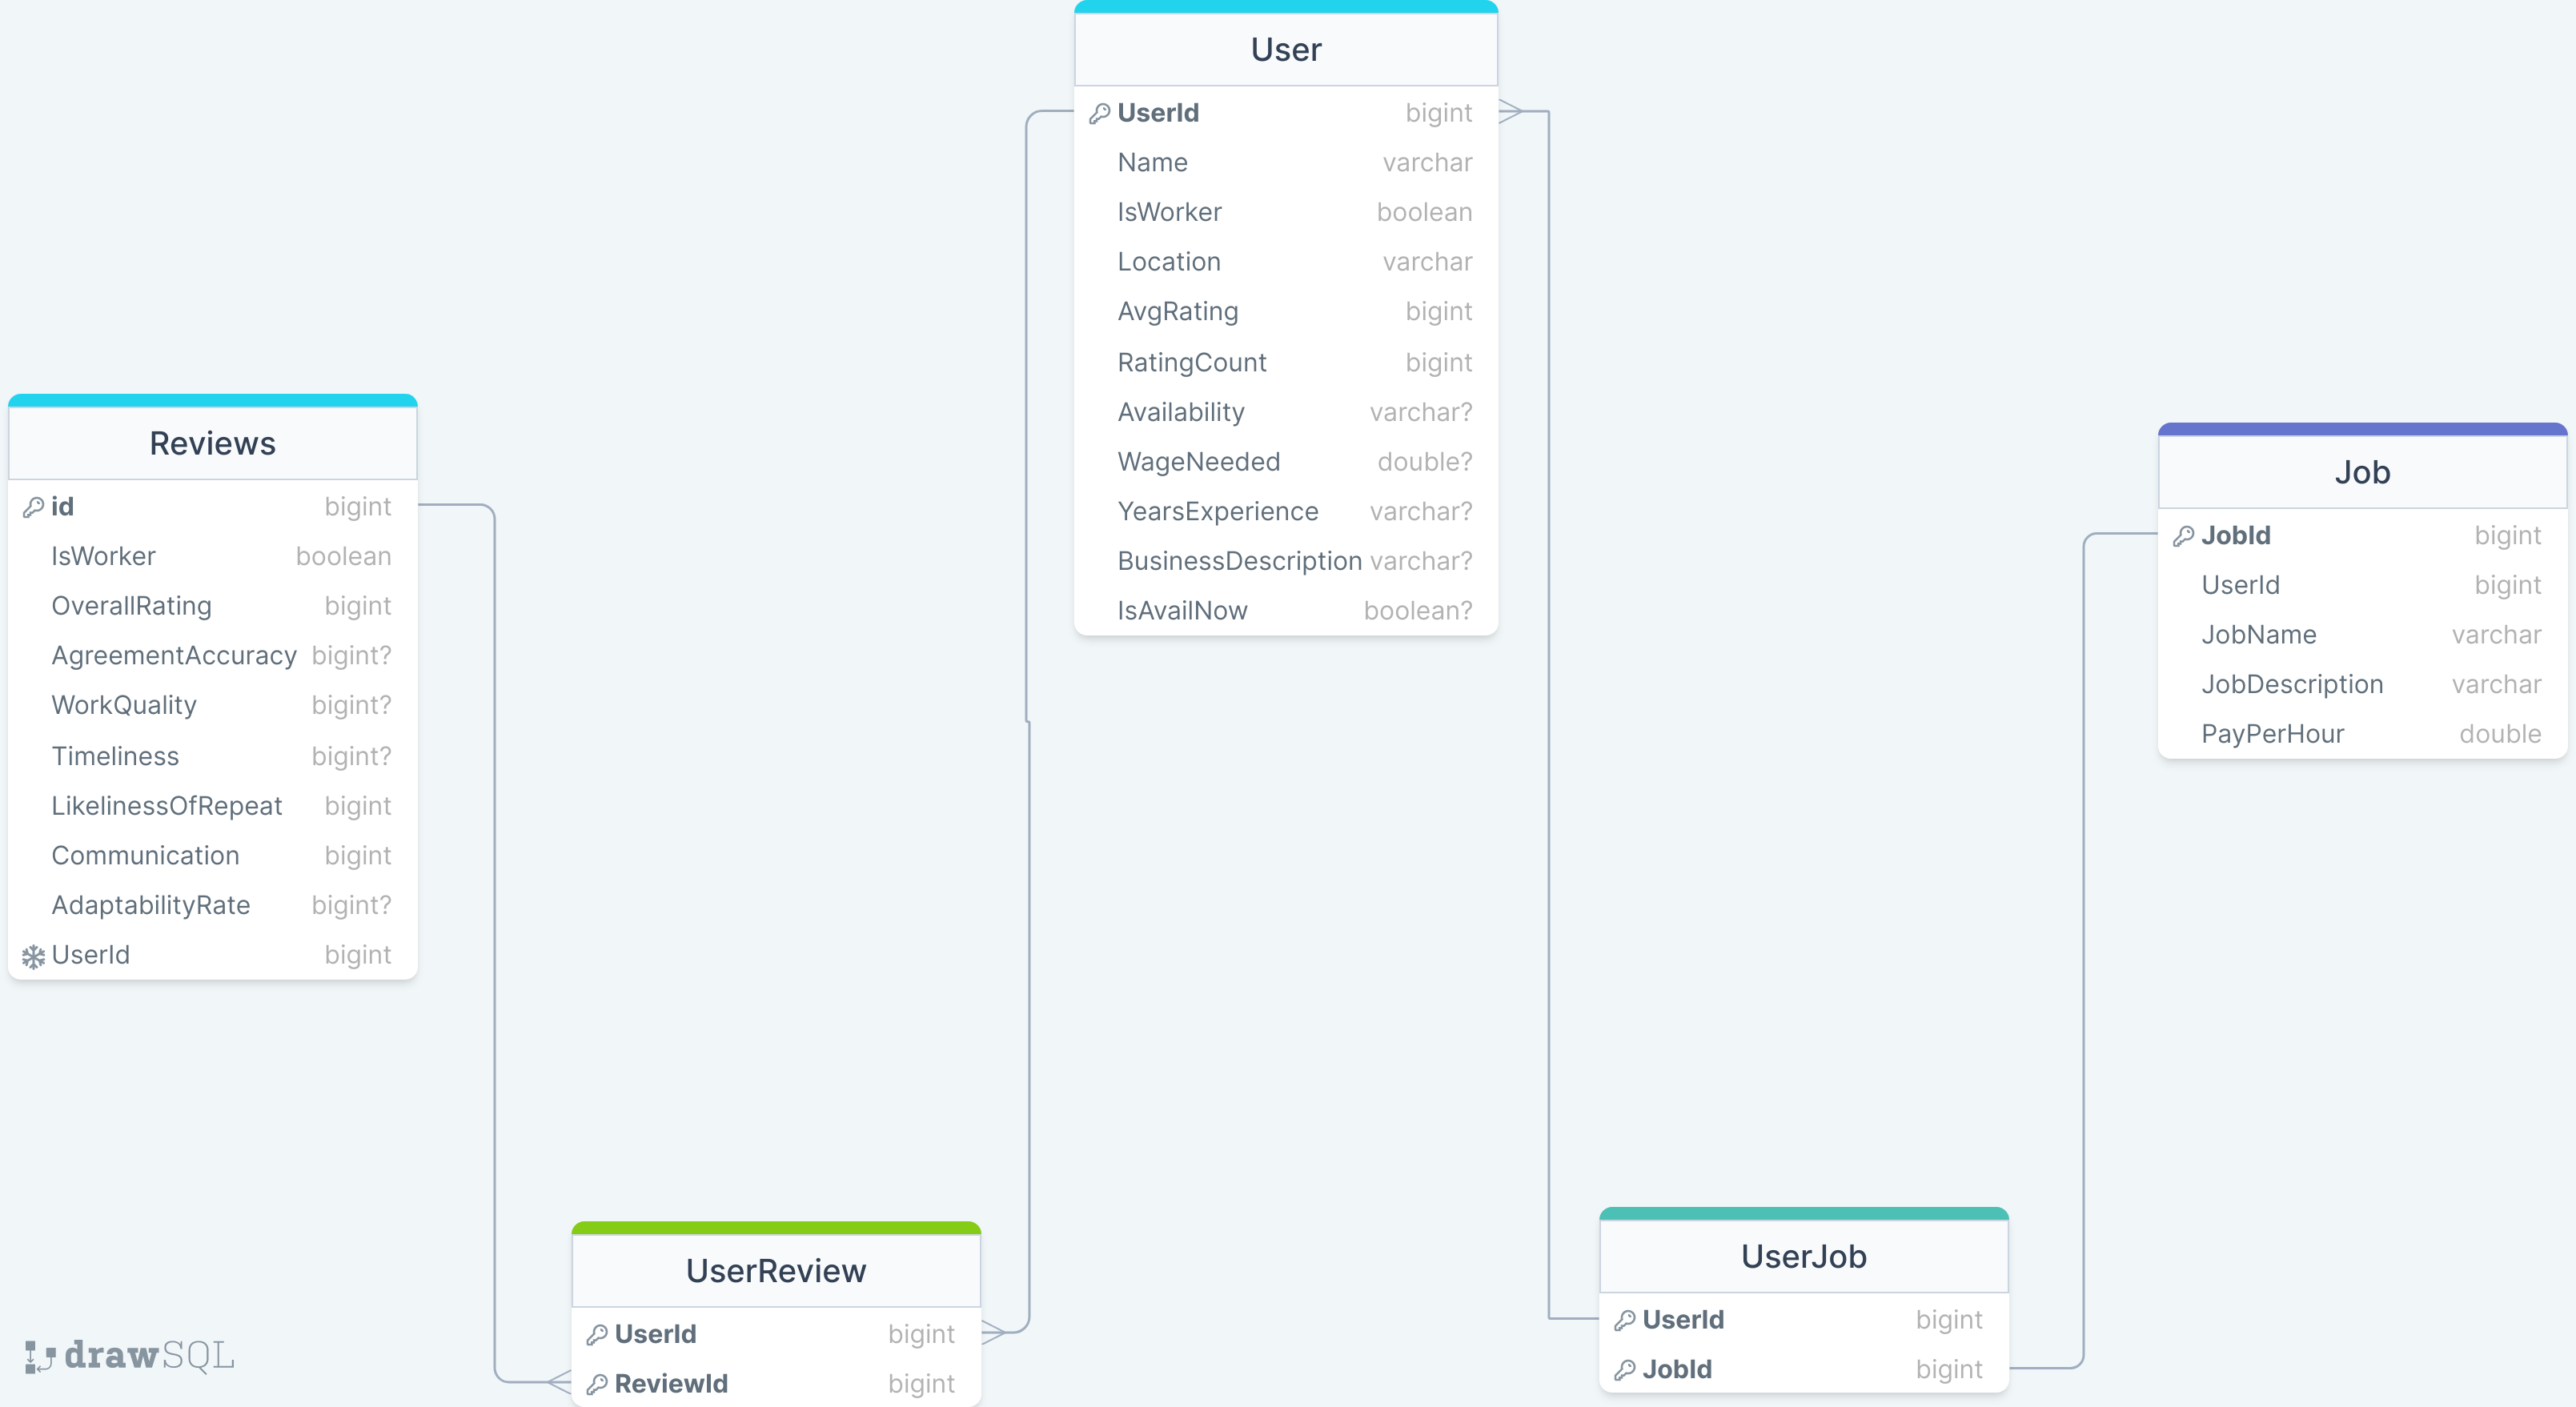 User
UserId bigint
Name varchar
IsWorker boolean
Location varchar
AvgRating bigint
RatingCount bigint
Availability varchar?
WageNeeded double?
YearsExperience varchar?
BusinessDescription varchar?
IsAvailNow boolean?
Reviews
id bigint
IsWorker boolean
OverallRating bigint
AgreementAccuracy bigint?
WorkQuality bigint?
Timeliness bigint?
LikelinessOfRepeat bigint
Communication bigint
AdaptabilityRate bigint?
UserId bigint
Job
JobId bigint
UserId bigint
JobName varchar
JobDescription varchar
PayPerHour double
UserReview
UserId bigint
ReviewId bigint
UserJob
UserId bigint
JobId bigint
drawSQL